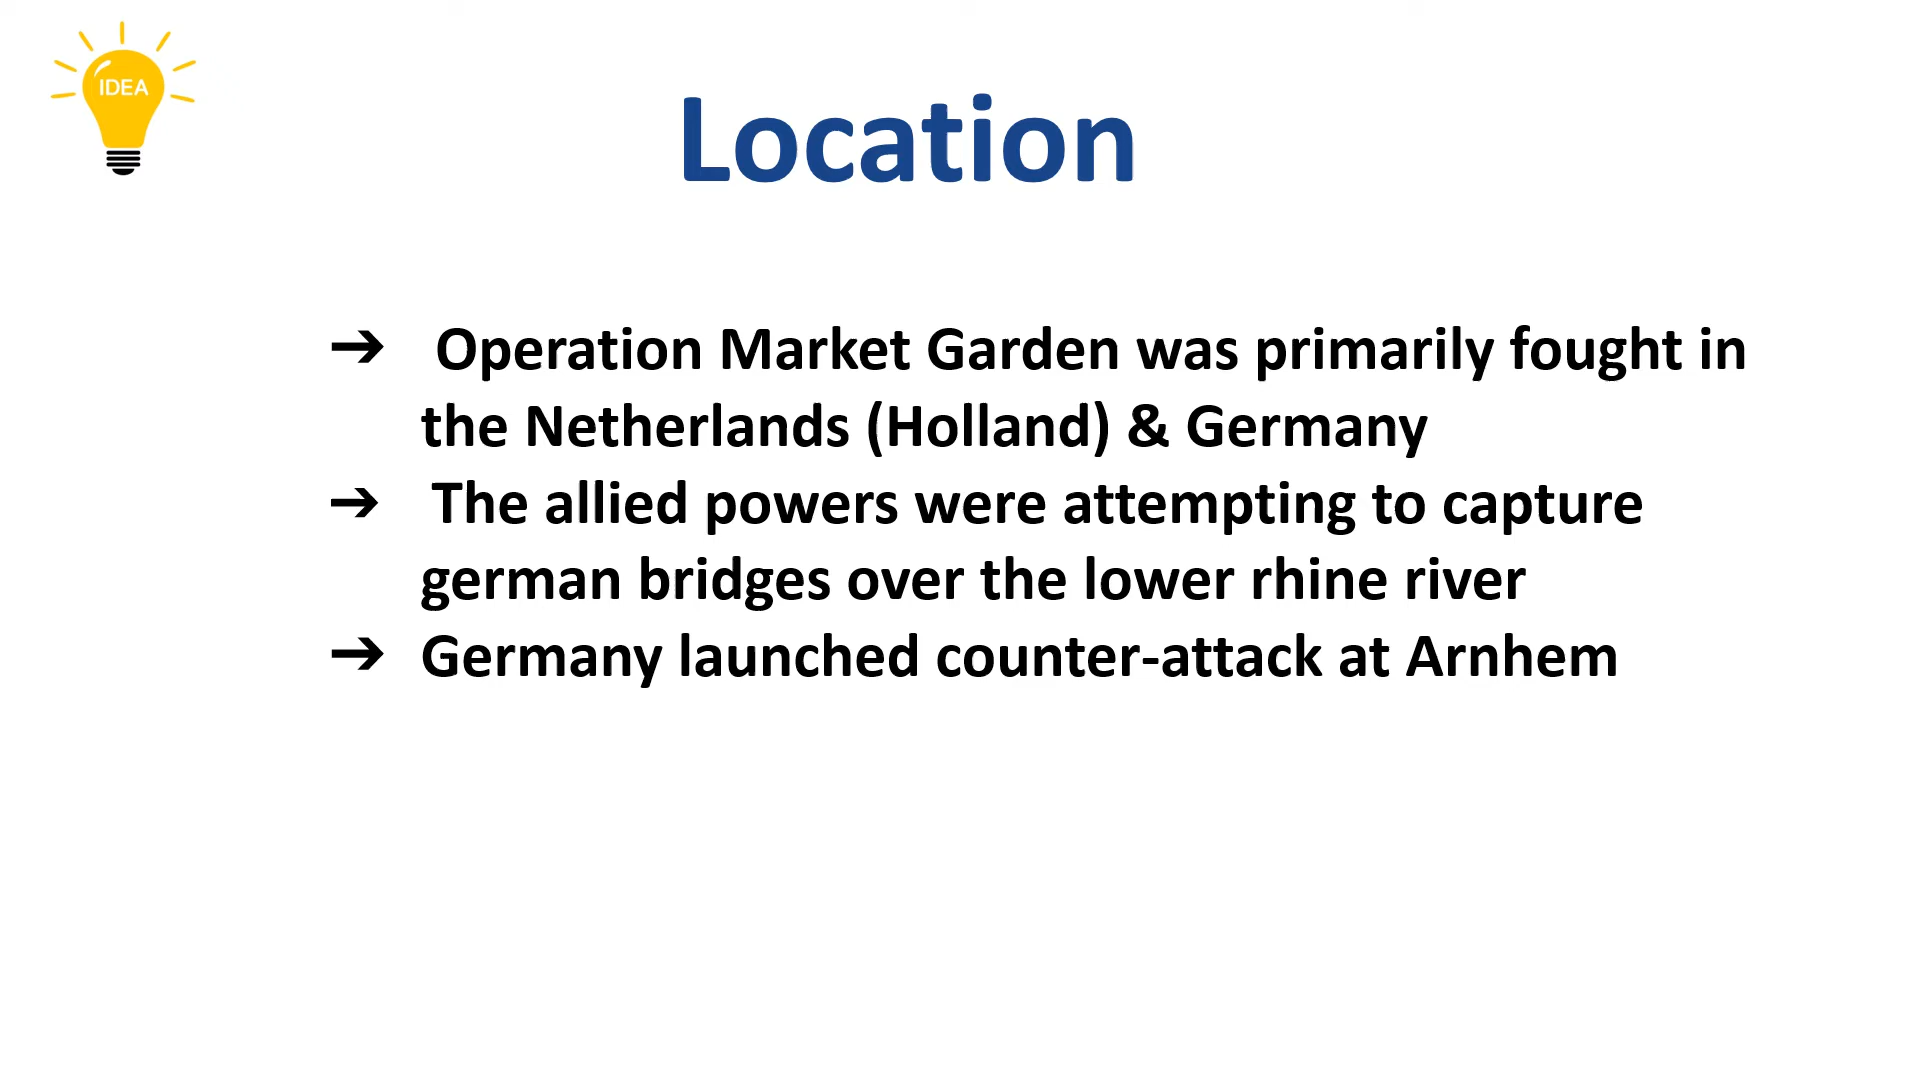 IDEA
Location
➔ Operation Market Garden was primarily fought in
the Netherlands (Holland) & Germany
➔ The allied powers were attempting to capture
german bridges over the lower rhine river
➔ Germany launched counter-attack at Arnhem